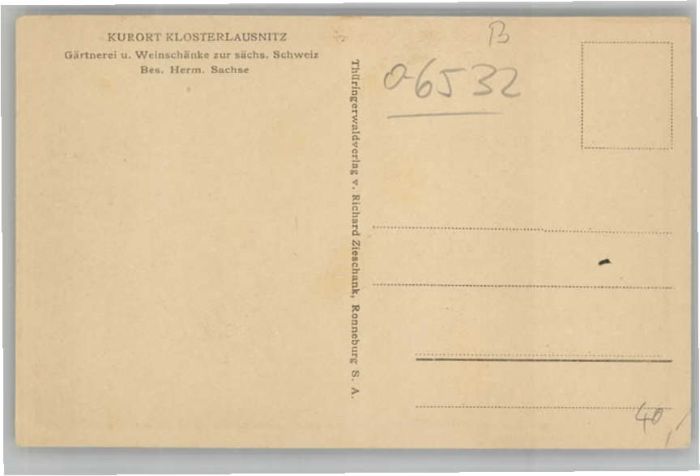 KURORT KLOSTERLAUSNITZ
Gärtnerei u. Weinschänke zur sächs. Schweiz
Bes. Herm. Sachse
Thüringerwaldverlag v. Richard Zieschank, Ronneburg S. A.
B
06532
40,-